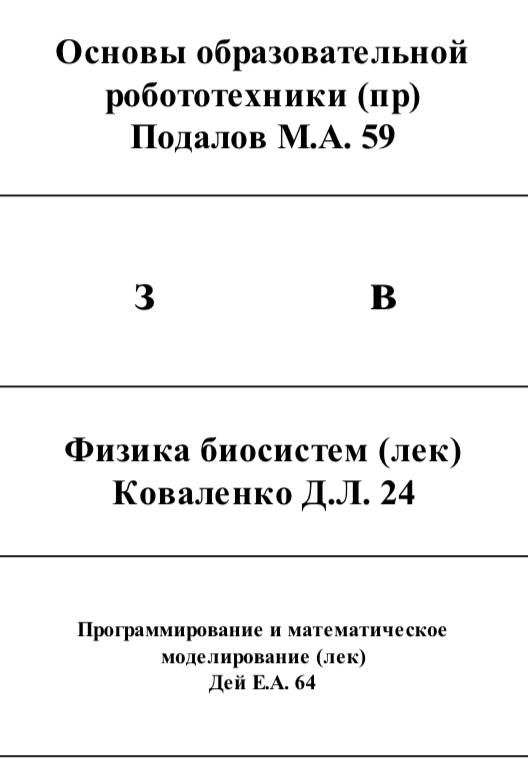 Основы образовательной
робототехники (пр)
Подалов М.А. 59
з в
Физика биосистем (лек)
Коваленко Д.Л. 24
Программирование и математическое
моделирование (лек)
Дей Е.А. 64